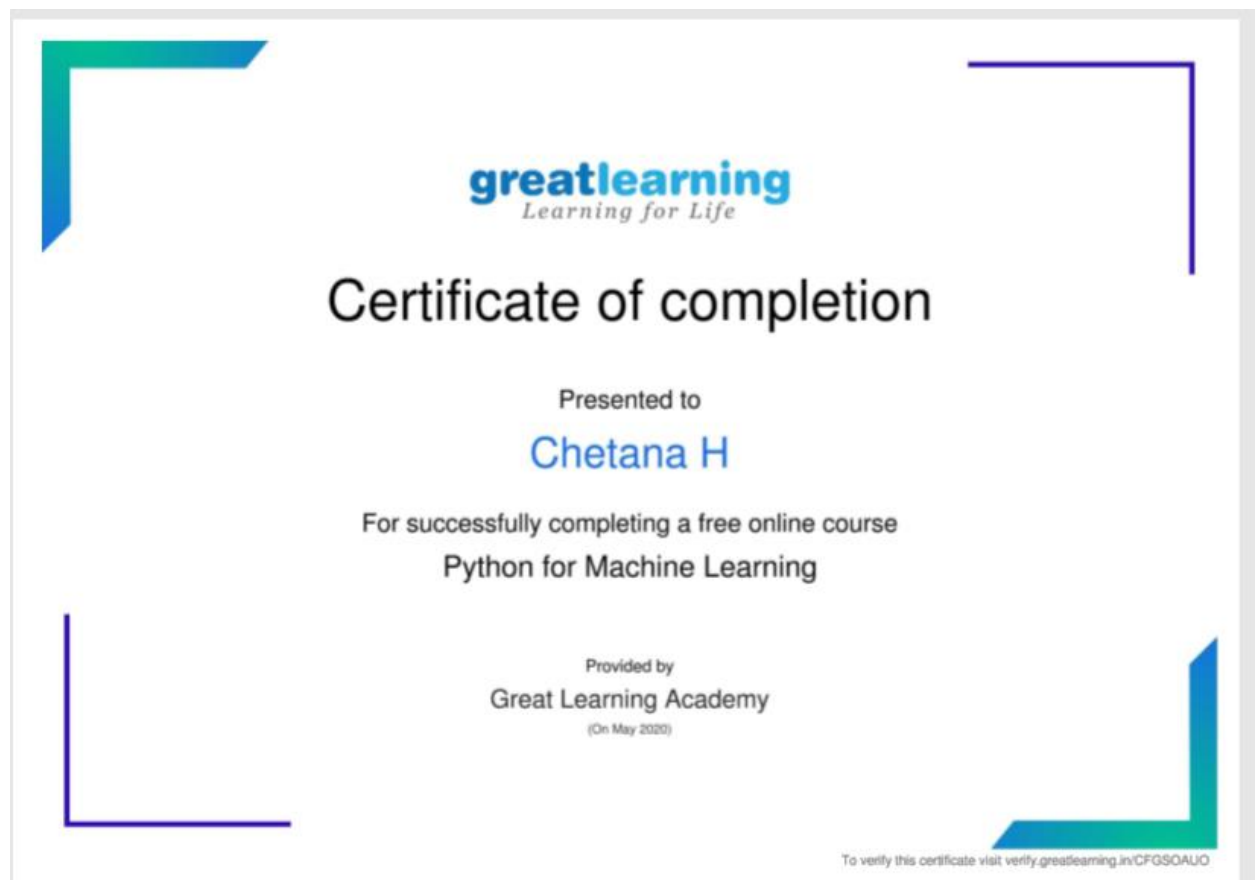 greatlearning
Learning for Life
Certificate of completion
Presented to
Chetana H
For successfully completing a free online course
Python for Machine Learning
Provided by
Great Learning Academy
(On May 2020)
To verify this certificate visit verify.greatlearning.in/CFGSOAUO